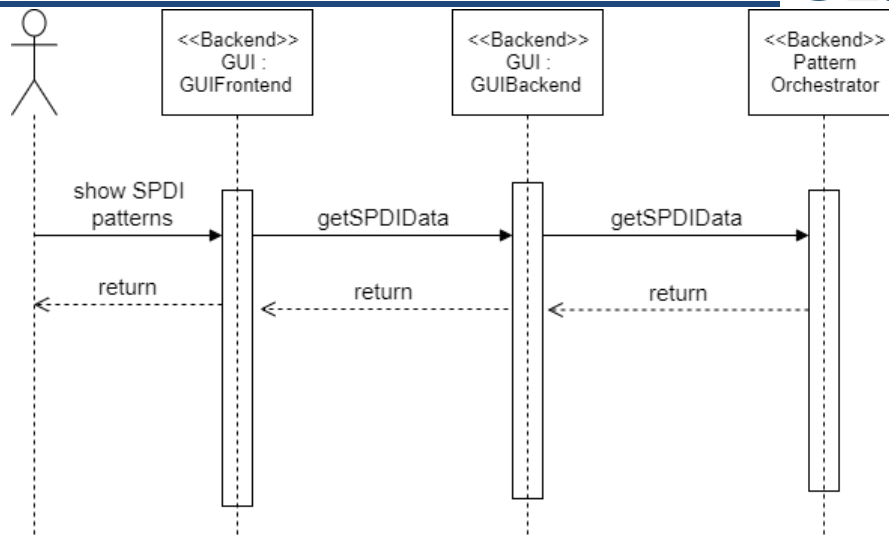 <<Backend>>
GUI :
GUIFrontend
<<Backend>>
GUI :
GUIBackend
<<Backend>>
Pattern
Orchestrator
show SPDI
patterns
getSPDIData
getSPDIData
return
return
return